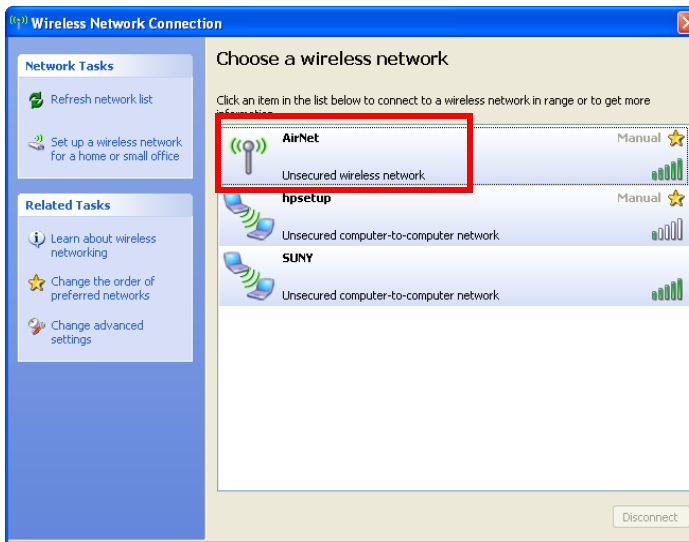 Wireless Network Connection
Network Tasks
Refresh network list
Set up a wireless network
for a home or small office
Related Tasks
Learn about wireless
networking
Change the order of
preferred networks
Change advanced
settings
Choose a wireless network
Click an item in the list below to connect to a wireless network in range or to get more
information.
AirNet
Manual
Unsecured wireless network
hpsetup
Manual
Unsecured computer-to-computer network
SUNY
Unsecured computer-to-computer network
Disconnect